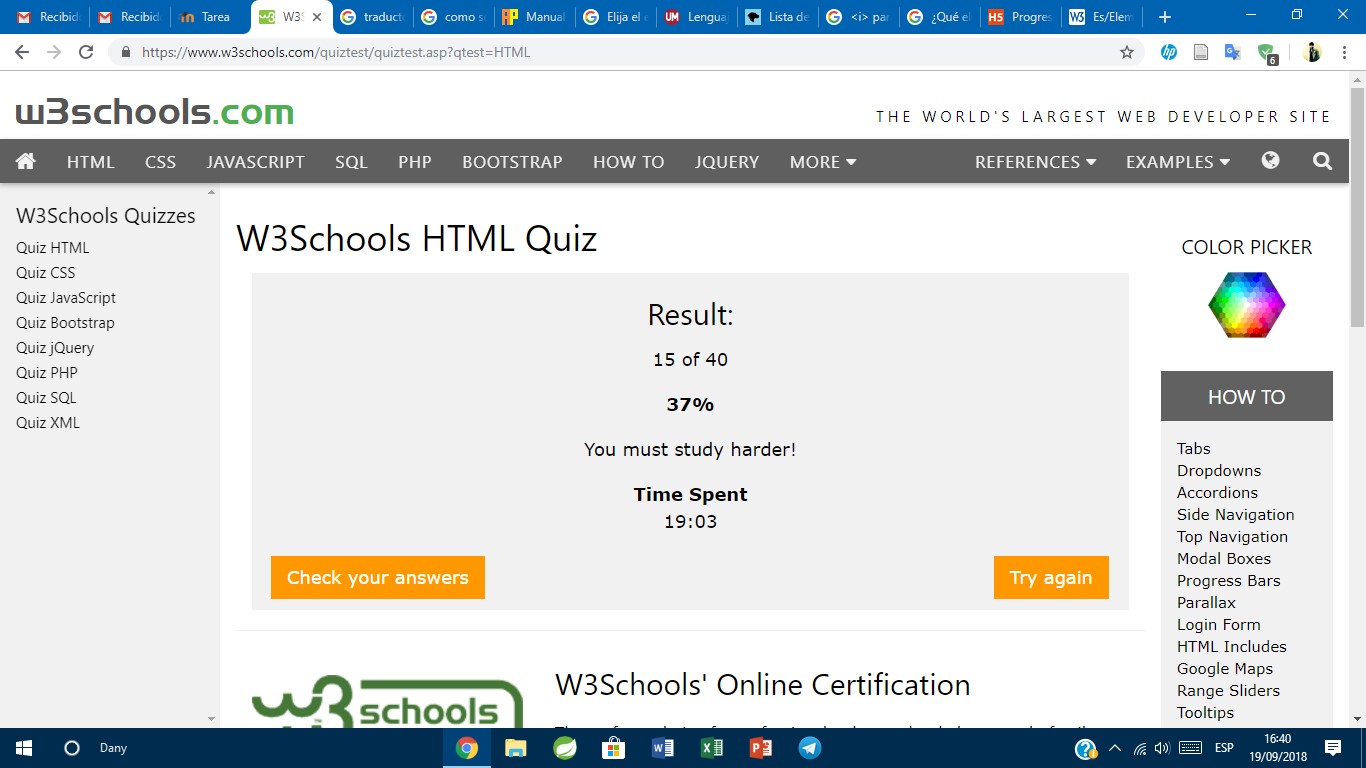 Recibid
Recibid
Tarea
W3S
traduct
como s
Manual
Elija el
Lengua
Lista de
<i> par
¿Qué el
Progres
Es/Elem
https://www.w3schools.com/quiztest/quiztest.asp?qtest=HTML
6
w3schools.com
THE WORLD'S LARGEST WEB DEVELOPER SITE
HTML CSS JAVASCRIPT SQL PHP BOOTSTRAP HOW TO JQUERY MORE REFERENCES EXAMPLES
W3Schools Quizzes
Quiz HTML
Quiz CSS
Quiz JavaScript
Quiz Bootstrap
Quiz jQuery
Quiz PHP
Quiz SQL
Quiz XML
W3Schools HTML Quiz
Result:
15 of 40
37%
You must study harder!
Time Spent
19:03
Check your answers
Try again
schools
W3Schools' Online Certification
COLOR PICKER
HOW TO
Tabs
Dropdowns
Accordions
Side Navigation
Top Navigation
Modal Boxes
Progress Bars
Parallax
Login Form
HTML Includes
Google Maps
Range Sliders
Tooltips
Dany
ESP
16:40
19/09/2018